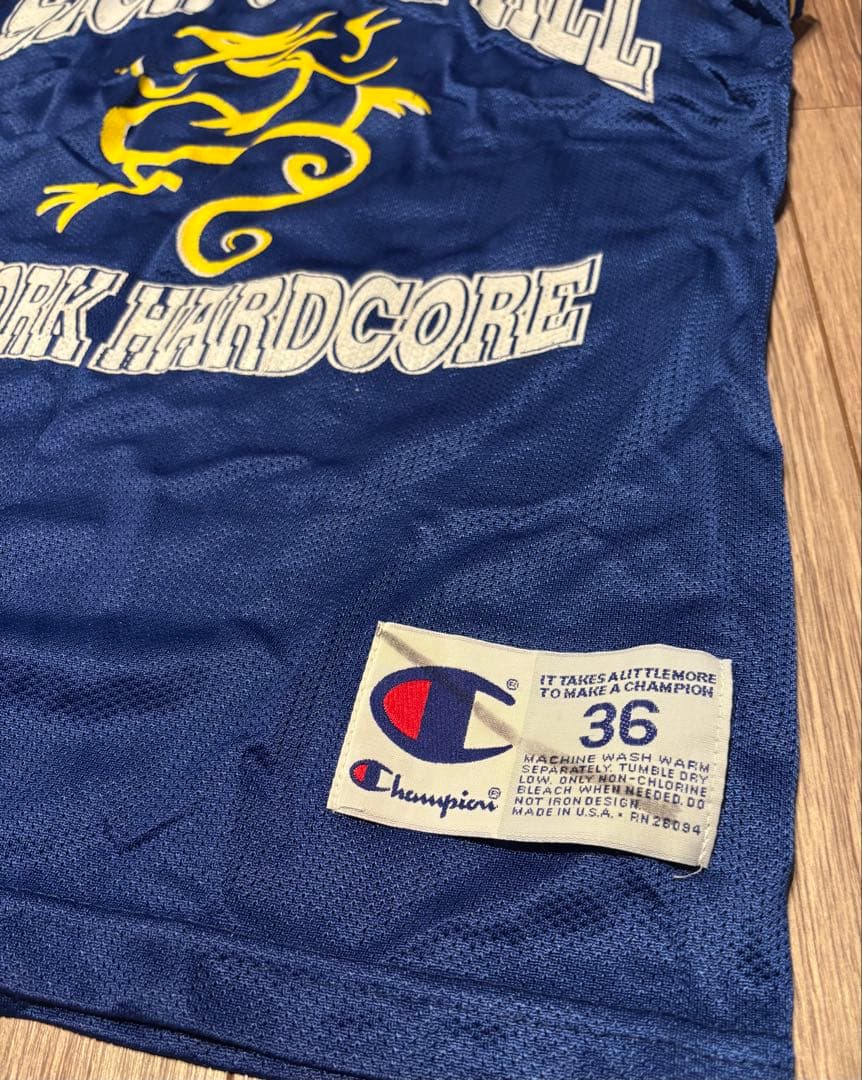 HARDCORE
IT TAKES A LITTLE MORE
TO MAKE A CHAMPION
36
MACHINE WASH WARM
SEPARATELY. TUMBLE DRY
LOW. ONLY NON-CHLORINE
BLEACH WHEN NEEDED. DO
NOT IRON DESIGN.
MADE IN U.S.A. • RN 26094
Champion®